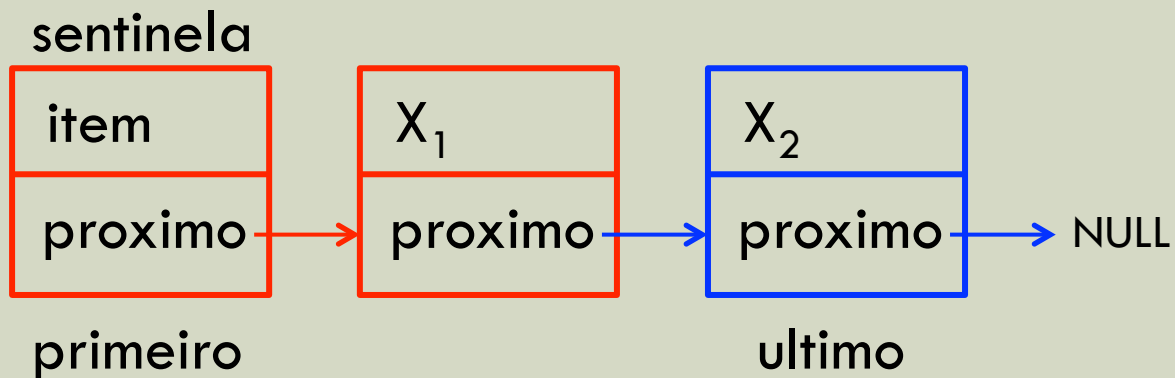 sentinela
item X₁ X₂
proximo proximo proximo NULL
primeiro ultimo